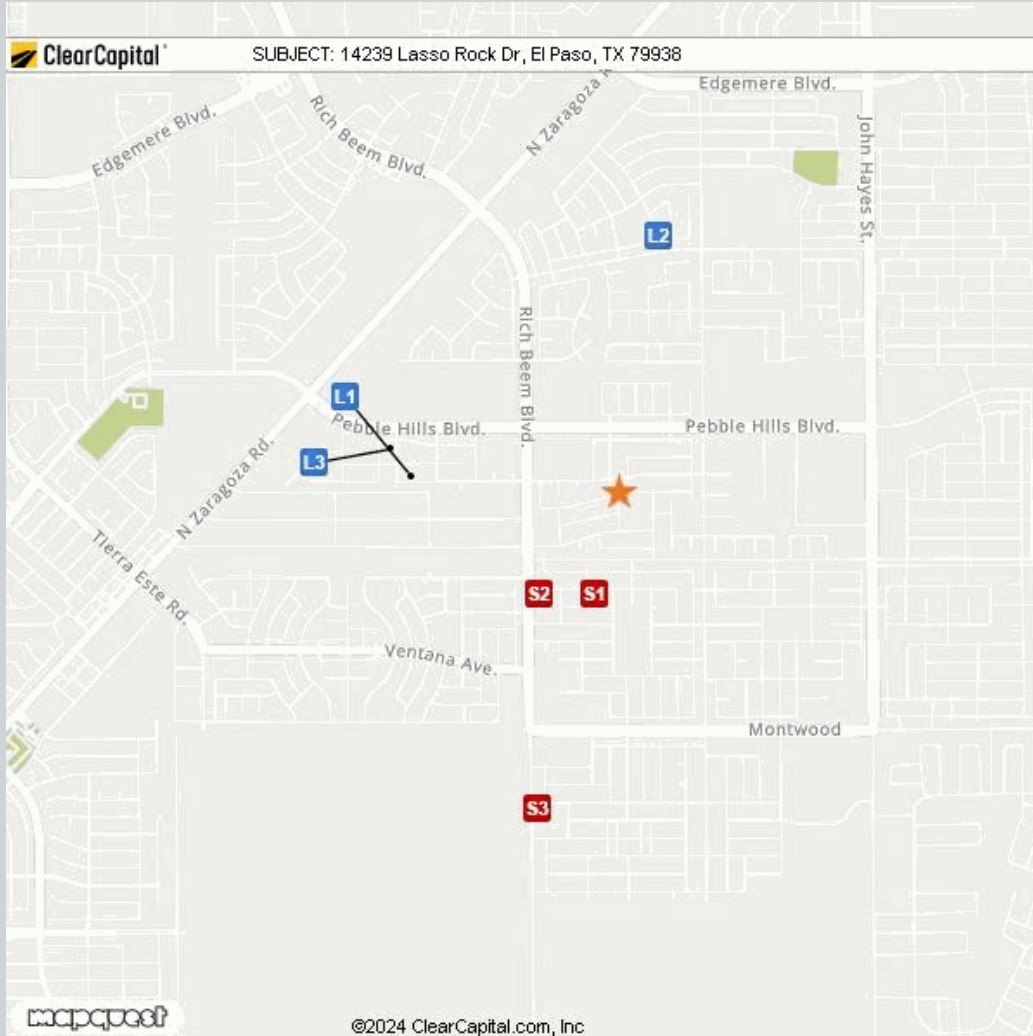 ClearCapital
SUBJECT: 14239 Lasso Rock Dr, El Paso, TX 79938
Edgemere Blvd.
Edgemere Blvd.
Rich Beem Blvd.
N Zaragoza R
John Hayes St.
L2
Rich Beem Blvd.
L1
Pebble Hills Blvd.
Pebble Hills Blvd.
L3
N Zaragoza Rd.
Tierra Este Rd.
S2
S1
Ventana Ave.
Montwood
S3
mapquest
©2024 ClearCapital.com, Inc